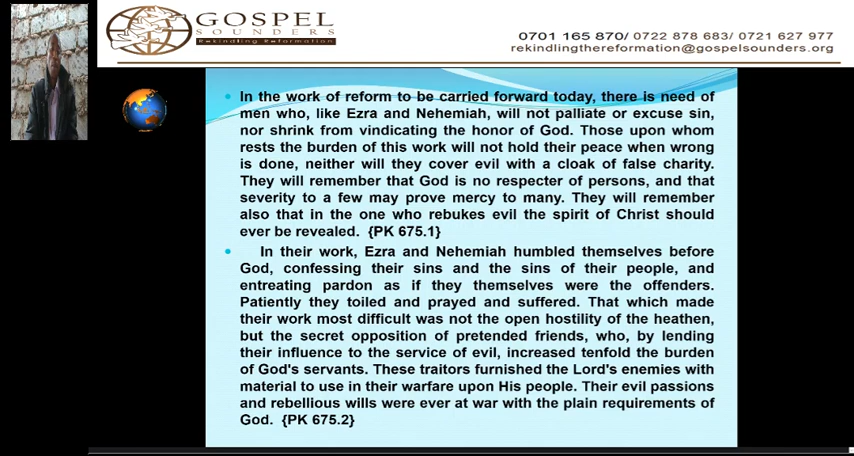 GOSPEL
SOUNDERS
Rekindling Reformation
0701 165 870/ 0722 878 683/ 0721 627 977
rekindlingthereformation@gospelsounders.org
• In the work of reform to be carried forward today, there is need of
men who, like Ezra and Nehemiah, will not palliate or excuse sin,
nor shrink from vindicating the honor of God. Those upon whom
rests the burden of this work will not hold their peace when wrong
is done, neither will they cover evil with a cloak of false charity.
They will remember that God is no respecter of persons, and that
severity to a few may prove mercy to many. They will remember
also that in the one who rebukes evil the spirit of Christ should
ever be revealed. {PK 675.1}
• In their work, Ezra and Nehemiah humbled themselves before
God, confessing their sins and the sins of their people, and
entreating pardon as if they themselves were the offenders.
Patiently they toiled and prayed and suffered. That which made
their work most difficult was not the open hostility of the heathen,
but the secret opposition of pretended friends, who, by lending
their influence to the service of evil, increased tenfold the burden
of God's servants. These traitors furnished the Lord's enemies with
material to use in their warfare upon His people. Their evil passions
and rebellious wills were ever at war with the plain requirements of
God. {PK 675.2}